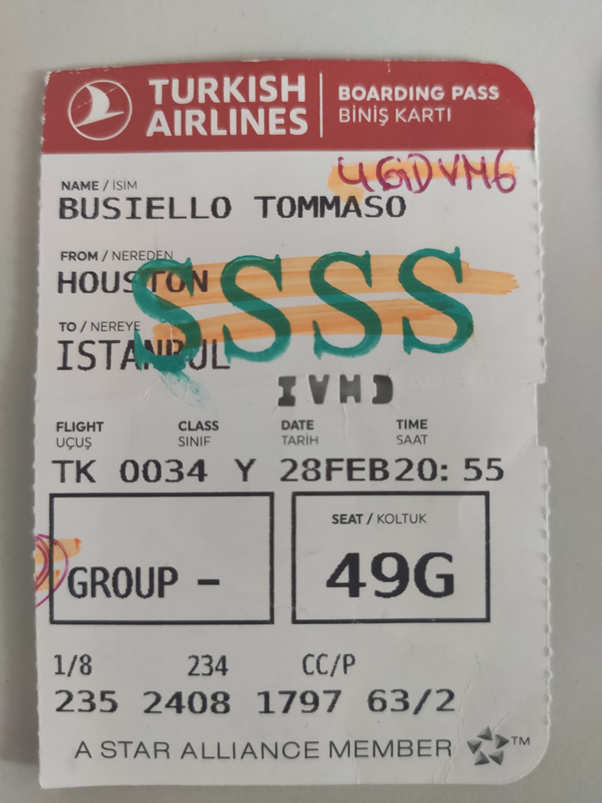 TURKISH AIRLINES
BOARDING PASS
BİNİŞ KARTI
4GDVM6
NAME / İSİM
BUSIELLO TOMMASO
FROM / NEREDEN
HOUSTON
TO / NEREYE
ISTANBUL
SSSS
IVHD
FLIGHT CLASS DATE TIME
UÇUŞ SINIF TARİH SAAT
TK 0034 Y 28FEB20: 55
SEAT / KOLTUK
GROUP - 49G
1/8 234 CC/P
235 2408 1797 63/2
A STAR ALLIANCE MEMBER TM